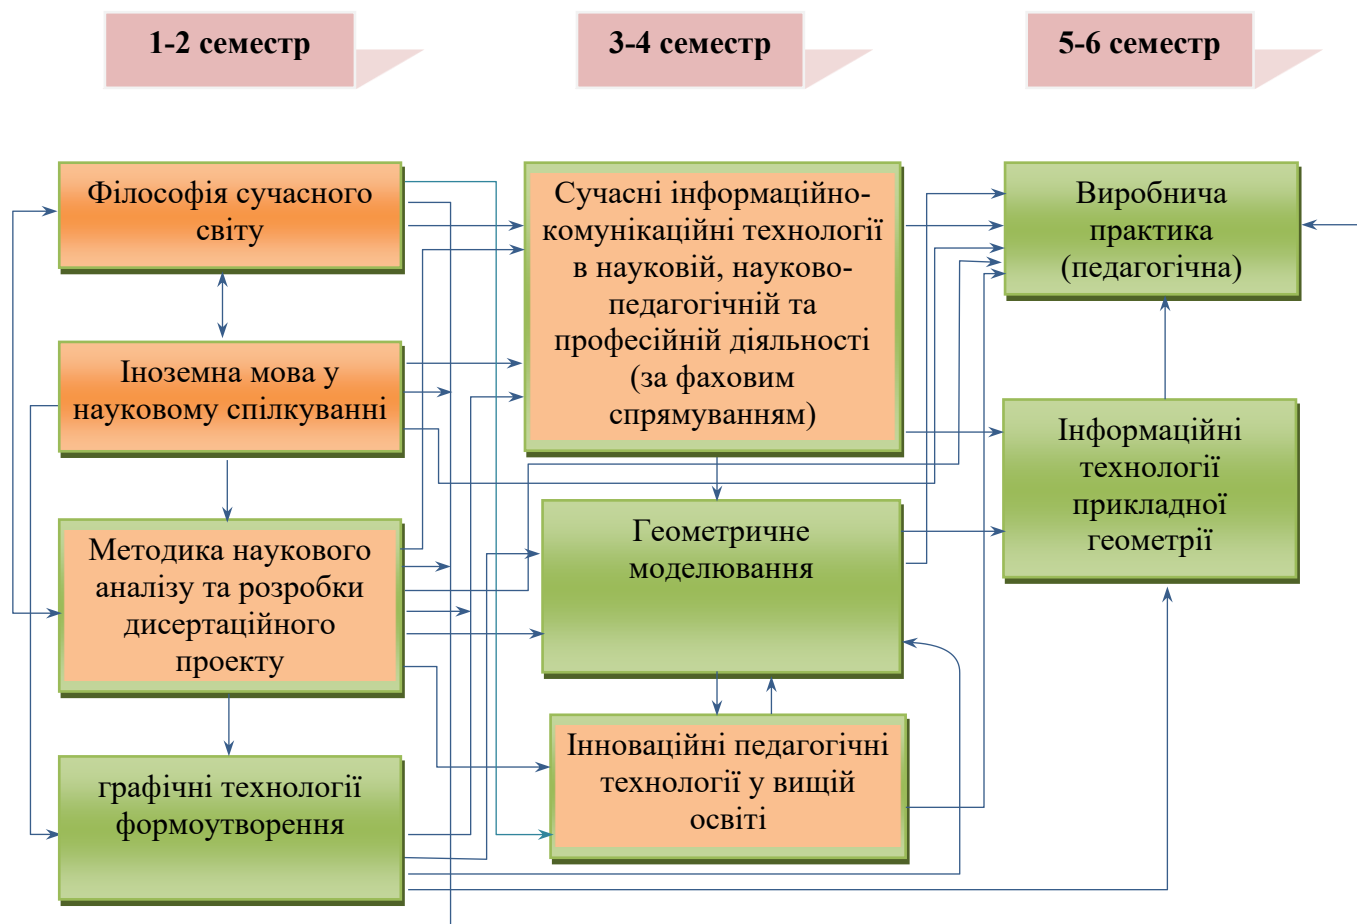 1-2 семестр
3-4 семестр
5-6 семестр
Філософія сучасного
світу
Іноземна мова у
науковому спілкуванні
Методика наукового
аналізу та розробки
дисертаційного
проекту
графічні технології
формоутворення
Сучасні інформаційно-
комунікаційні технології
в науковій, науково-
педагогічній та
професійній діяльності
(за фаховим
спрямуванням)
Геометричне
моделювання
Інноваційні педагогічні
технології у вищій
освіті
Виробнича
практика
(педагогічна)
Інформаційні
технології
прикладної
геометрії